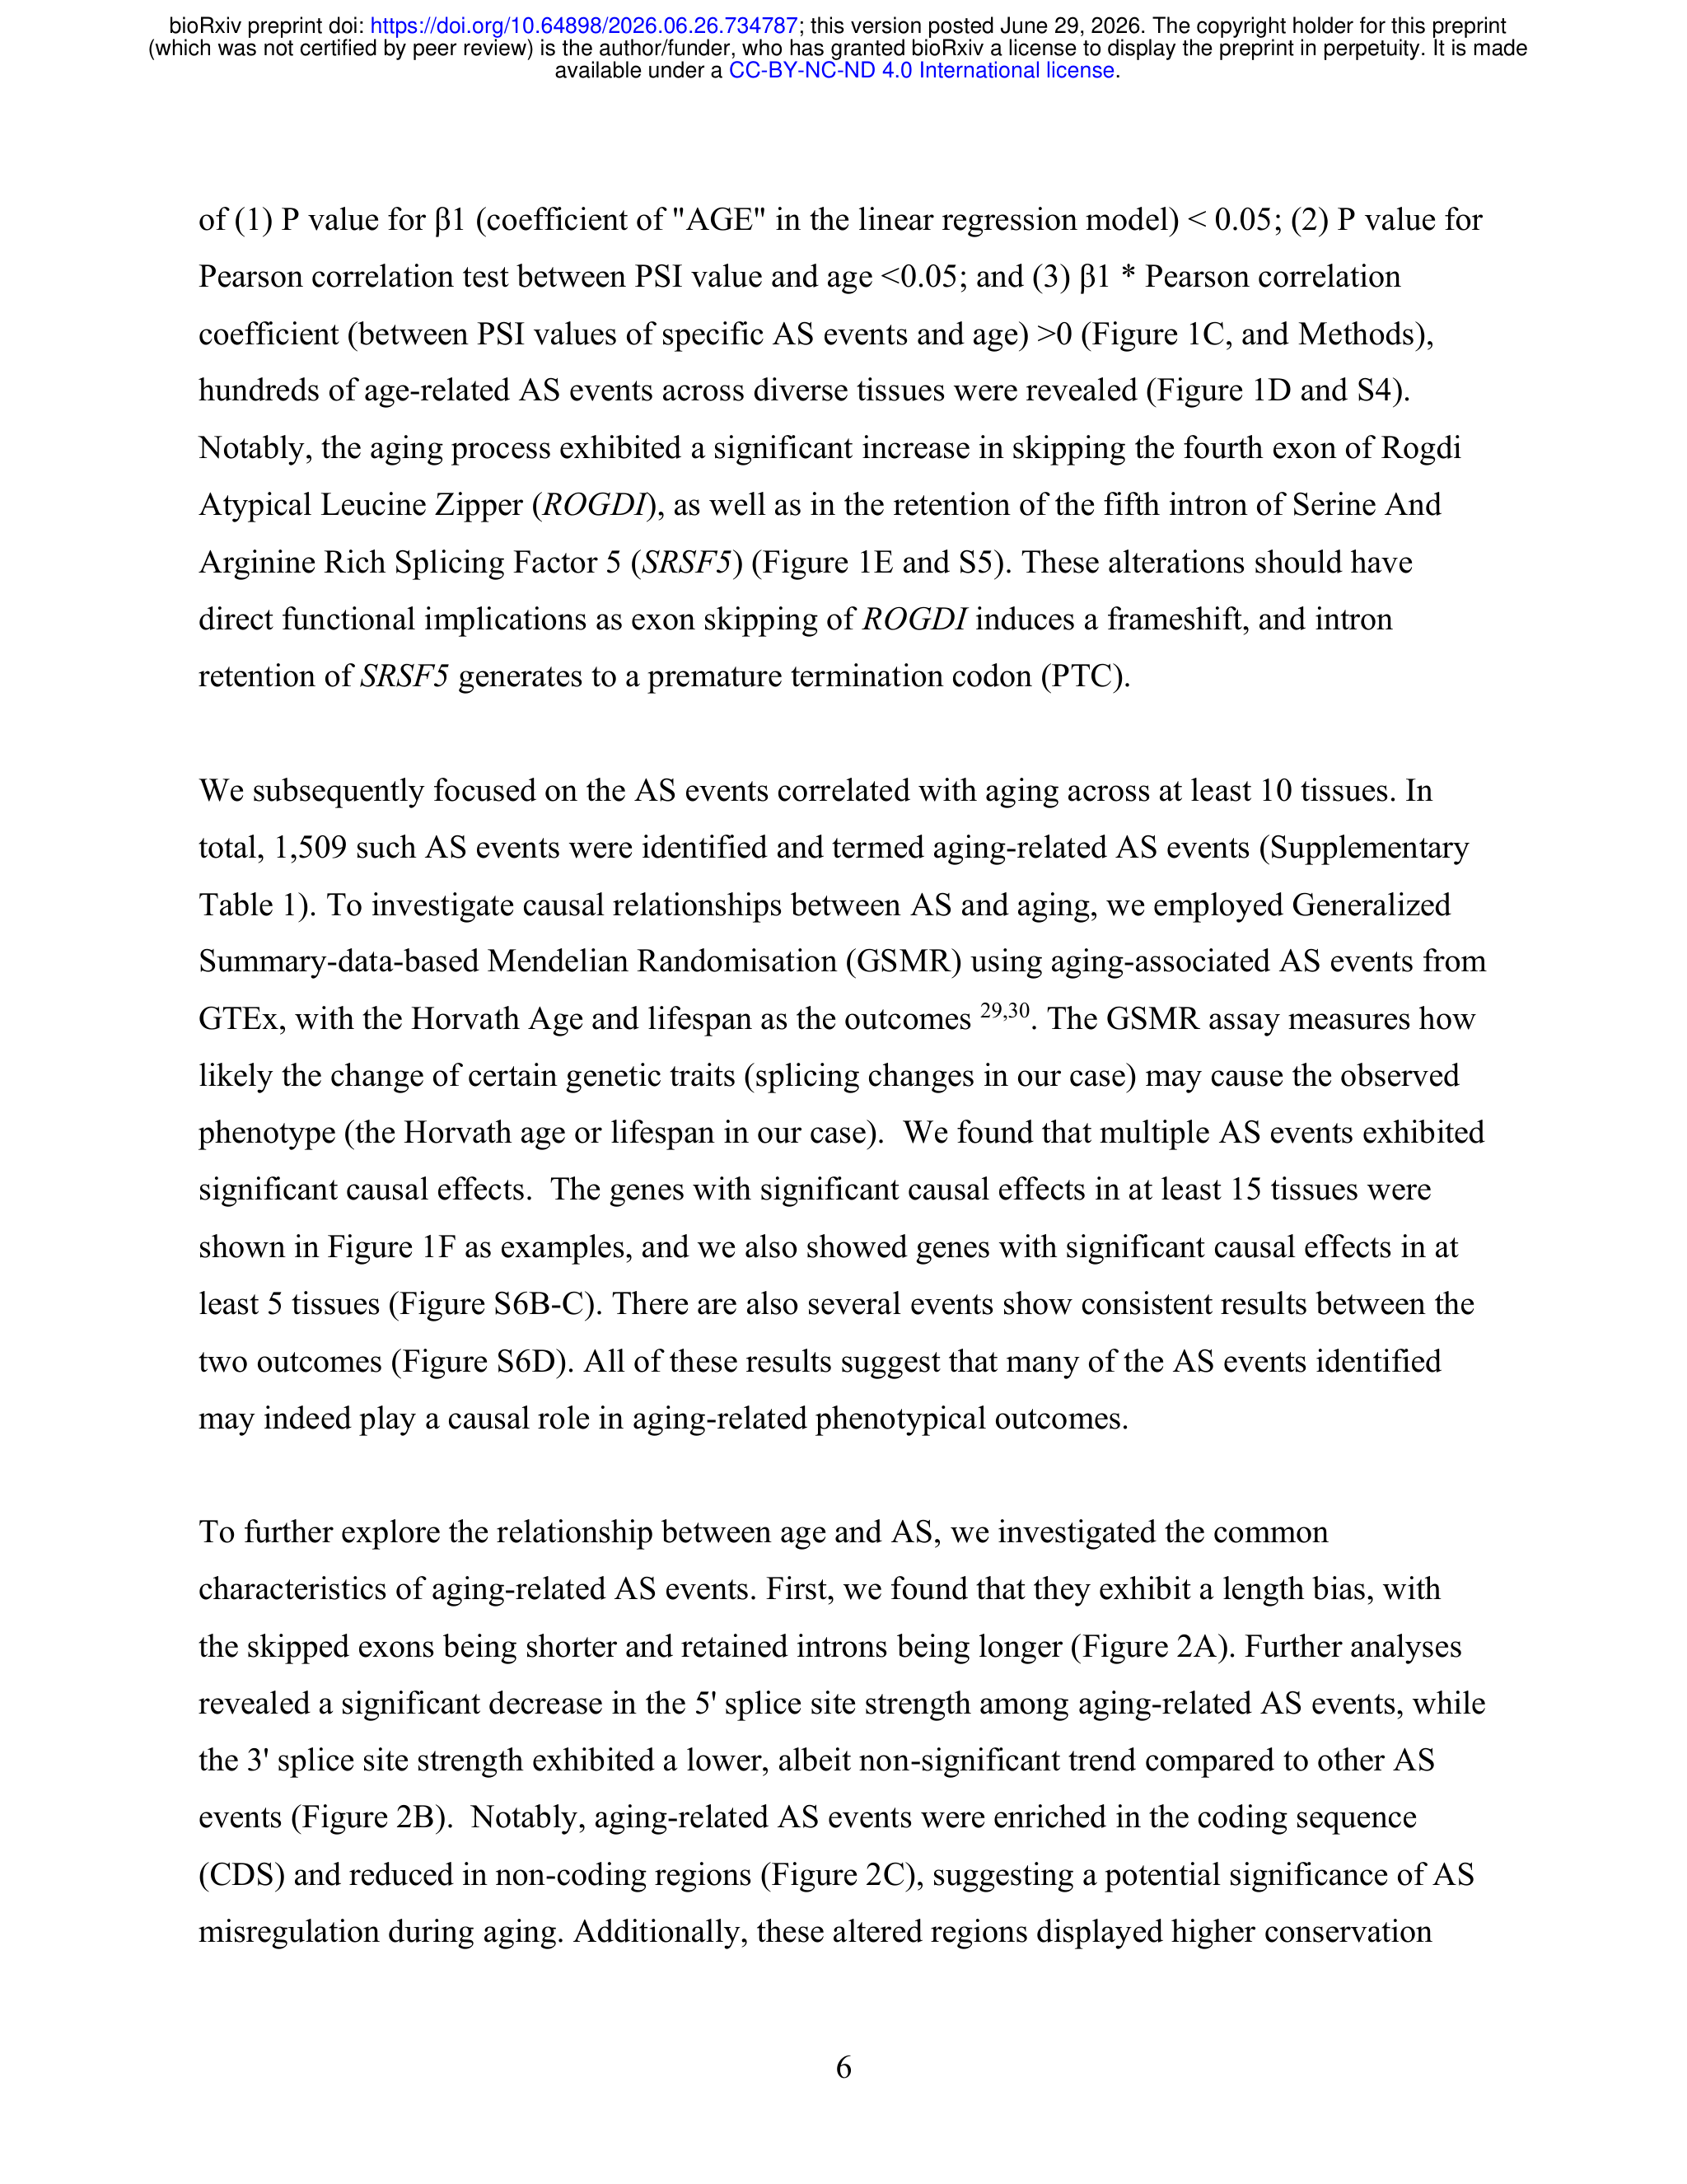 bioRxiv preprint doi: https://doi.org/10.64898/2026.06.26.734787; this version posted June 29, 2026. The copyright holder for this preprint
(which was not certified by peer review) is the author/funder, who has granted bioRxiv a license to display the preprint in perpetuity. It is made
available under a CC-BY-NC-ND 4.0 International license.
of (1) P value for β1 (coefficient of "AGE" in the linear regression model) < 0.05; (2) P value for
Pearson correlation test between PSI value and age <0.05; and (3) β1 * Pearson correlation
coefficient (between PSI values of specific AS events and age) >0 (Figure 1C, and Methods),
hundreds of age-related AS events across diverse tissues were revealed (Figure 1D and S4).
Notably, the aging process exhibited a significant increase in skipping the fourth exon of Rogdi
Atypical Leucine Zipper (ROGDI), as well as in the retention of the fifth intron of Serine And
Arginine Rich Splicing Factor 5 (SRSF5) (Figure 1E and S5). These alterations should have
direct functional implications as exon skipping of ROGDI induces a frameshift, and intron
retention of SRSF5 generates to a premature termination codon (PTC).
We subsequently focused on the AS events correlated with aging across at least 10 tissues. In
total, 1,509 such AS events were identified and termed aging-related AS events (Supplementary
Table 1). To investigate causal relationships between AS and aging, we employed Generalized
Summary-data-based Mendelian Randomisation (GSMR) using aging-associated AS events from
GTEx, with the Horvath Age and lifespan as the outcomes 29,30. The GSMR assay measures how
likely the change of certain genetic traits (splicing changes in our case) may cause the observed
phenotype (the Horvath age or lifespan in our case).  We found that multiple AS events exhibited
significant causal effects.  The genes with significant causal effects in at least 15 tissues were
shown in Figure 1F as examples, and we also showed genes with significant causal effects in at
least 5 tissues (Figure S6B-C). There are also several events show consistent results between the
two outcomes (Figure S6D). All of these results suggest that many of the AS events identified
may indeed play a causal role in aging-related phenotypical outcomes.
To further explore the relationship between age and AS, we investigated the common
characteristics of aging-related AS events. First, we found that they exhibit a length bias, with
the skipped exons being shorter and retained introns being longer (Figure 2A). Further analyses
revealed a significant decrease in the 5' splice site strength among aging-related AS events, while
the 3' splice site strength exhibited a lower, albeit non-significant trend compared to other AS
events (Figure 2B).  Notably, aging-related AS events were enriched in the coding sequence
(CDS) and reduced in non-coding regions (Figure 2C), suggesting a potential significance of AS
misregulation during aging. Additionally, these altered regions displayed higher conservation
6